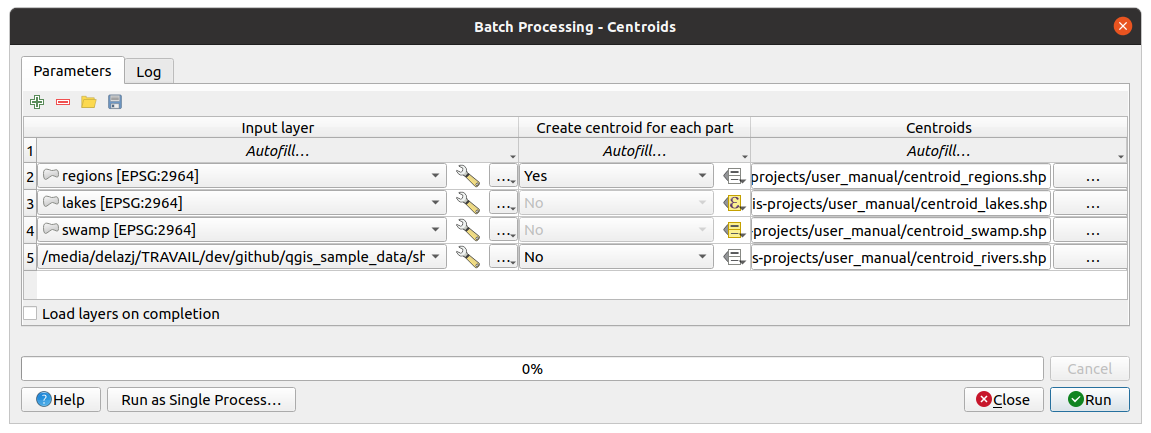 Batch Processing - Centroids
Parameters Log
Input layer Create centroid for each part Centroids
1 Autofill... Autofill... Autofill...
2 regions [EPSG:2964] ... Yes projects/user_manual/centroid_regions.shp ...
3 lakes [EPSG:2964] ... No is-projects/user_manual/centroid_lakes.shp ...
4 swamp [EPSG:2964] ... No -projects/user_manual/centroid_swamp.shp ...
5 /media/delazj/TRAVAIL/dev/github/qgis_sample_data/sh ... No s-projects/user_manual/centroid_rivers.shp ...
Load layers on completion
0% Cancel
Help Run as Single Process... Close Run